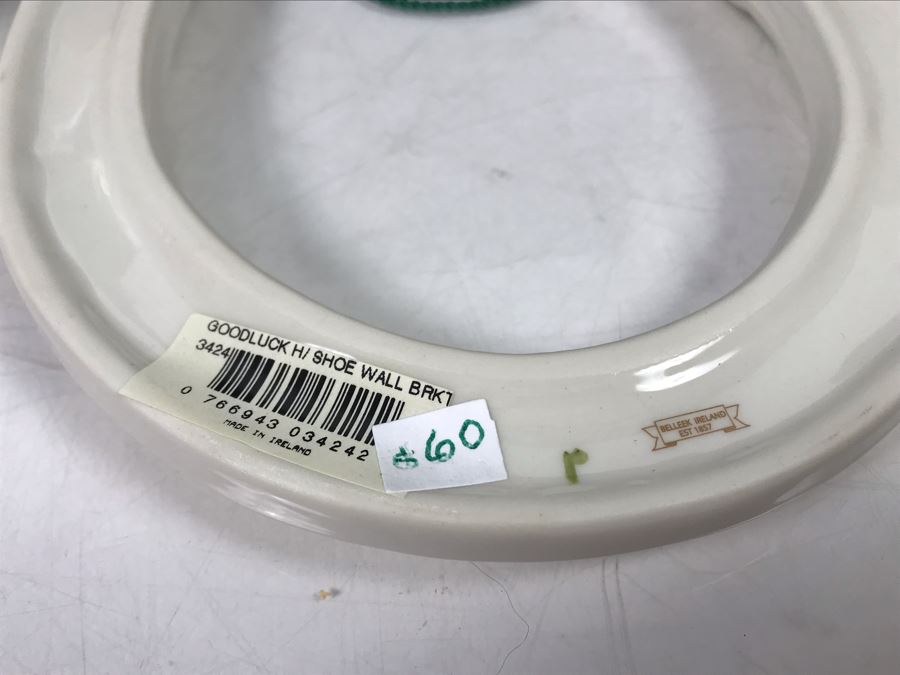 GOODLUCK H/ SHOE WALL BRKT
3424
0 766943 034242
MADE IN IRELAND
$60
BELLEEK IRELAND
EST 1857